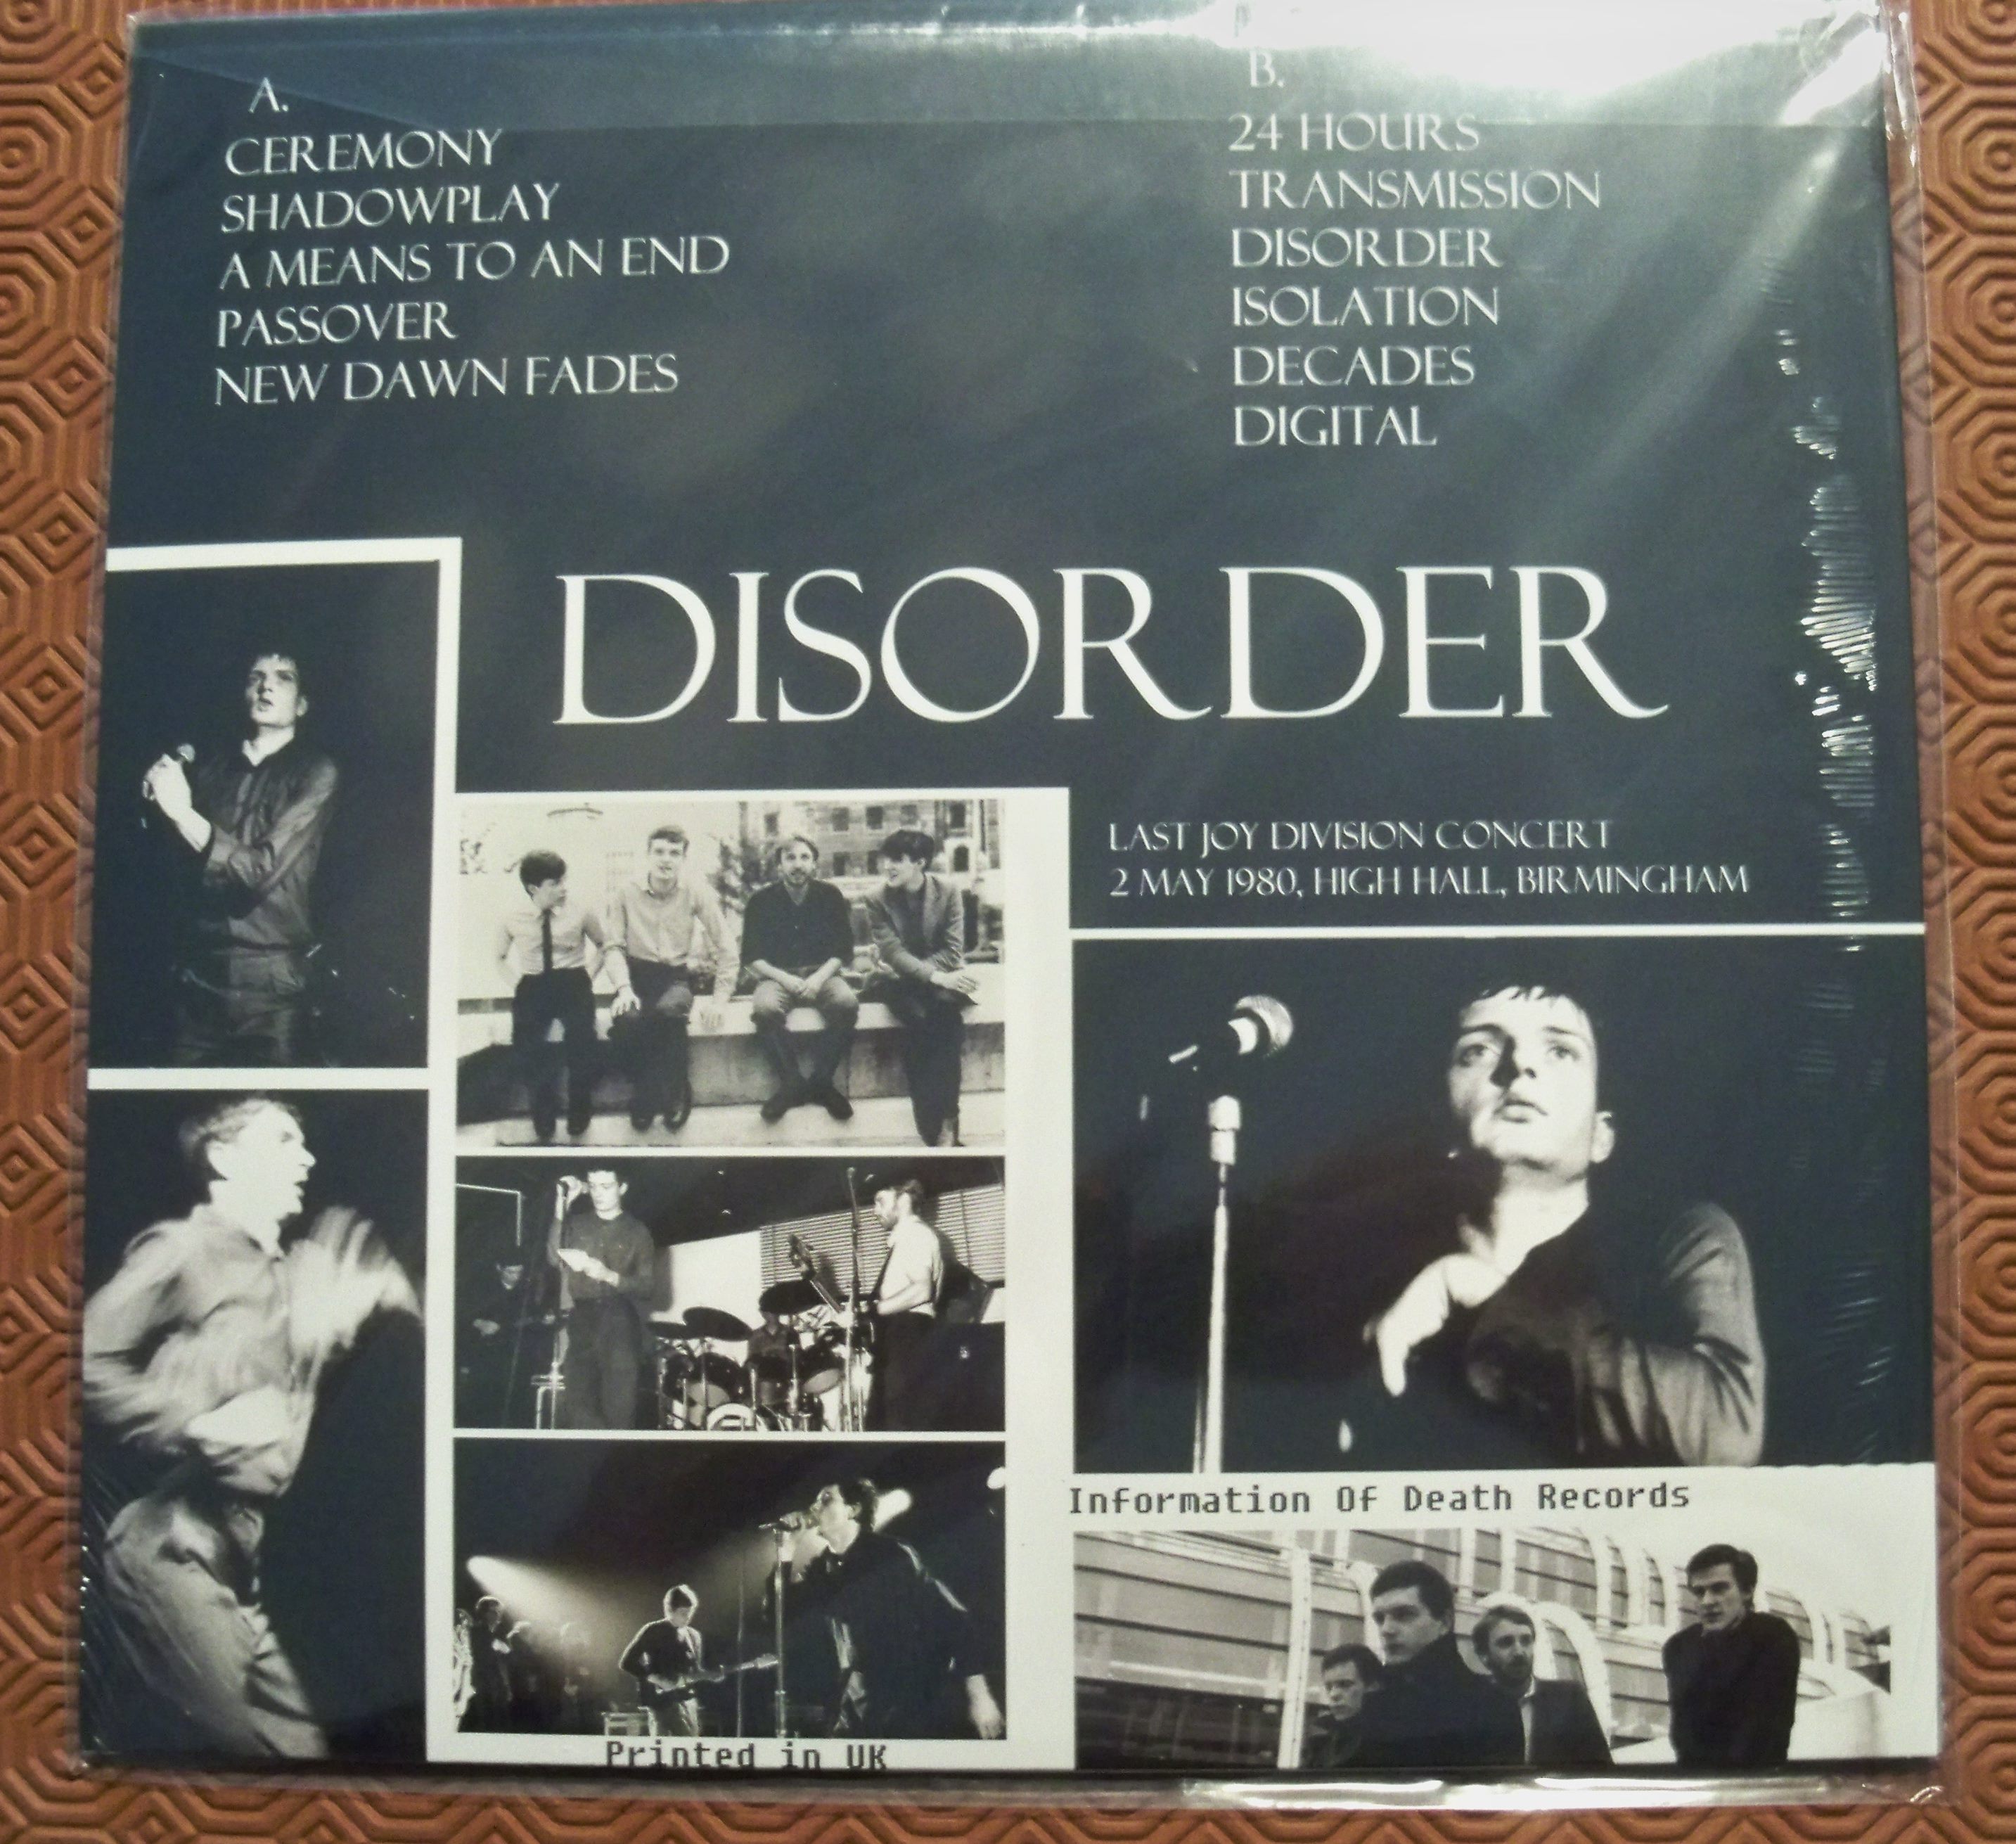 A.
CEREMONY
SHADOWPLAY
A MEANS TO AN END
PASSOVER
NEW DAWN FADES
B.
24 HOURS
TRANSMISSION
DISORDER
ISOLATION
DECADES
DIGITAL
DISORDER
LAST JOY DIVISION CONCERT
2 MAY 1980, HIGH HALL, BIRMINGHAM
Information Of Death Records
Printed in UK